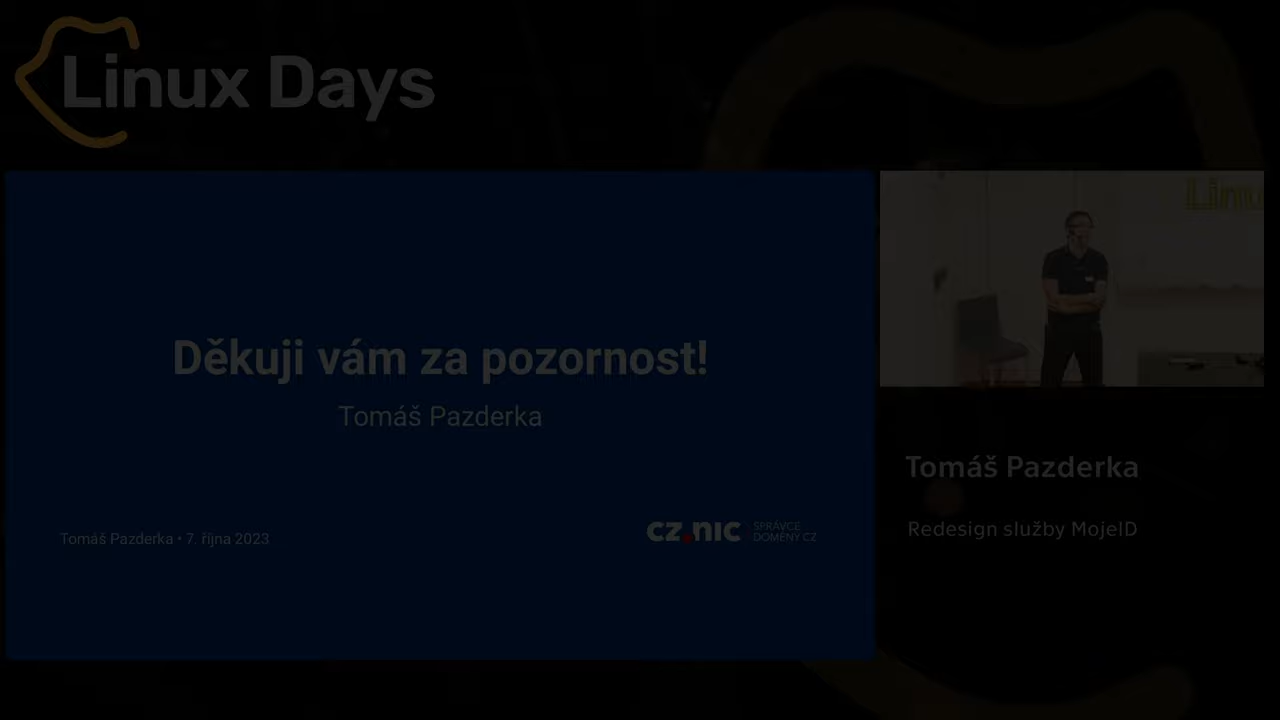 Linux Days
Děkuji vám za pozornost!
Tomáš Pazderka
Tomáš Pazderka • 7. října 2023
CZ.NIC SPRÁVCE
DOMÉNY CZ
Linu
Tomáš Pazderka
Redesign služby MojeID